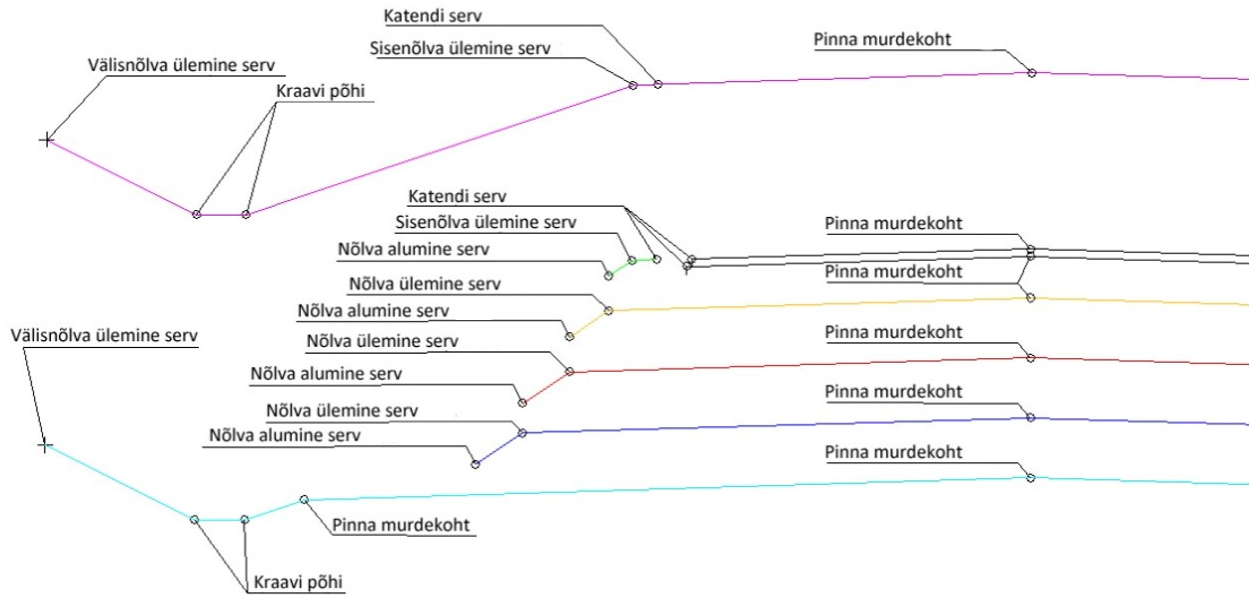 Katendi serv
Sisenõlva ülemine serv
Pinna murdekoht
Välisnõlva ülemine serv
Kraavi põhi
Katendi serv
Sisenõlva ülemine serv
Pinna murdekoht
Nõlva alumine serv
Pinna murdekoht
Nõlva ülemine serv
Nõlva alumine serv
Välisnõlva ülemine serv
Pinna murdekoht
Nõlva ülemine serv
Nõlva alumine serv
Pinna murdekoht
Nõlva ülemine serv
Nõlva alumine serv
Pinna murdekoht
Pinna murdekoht
Kraavi põhi